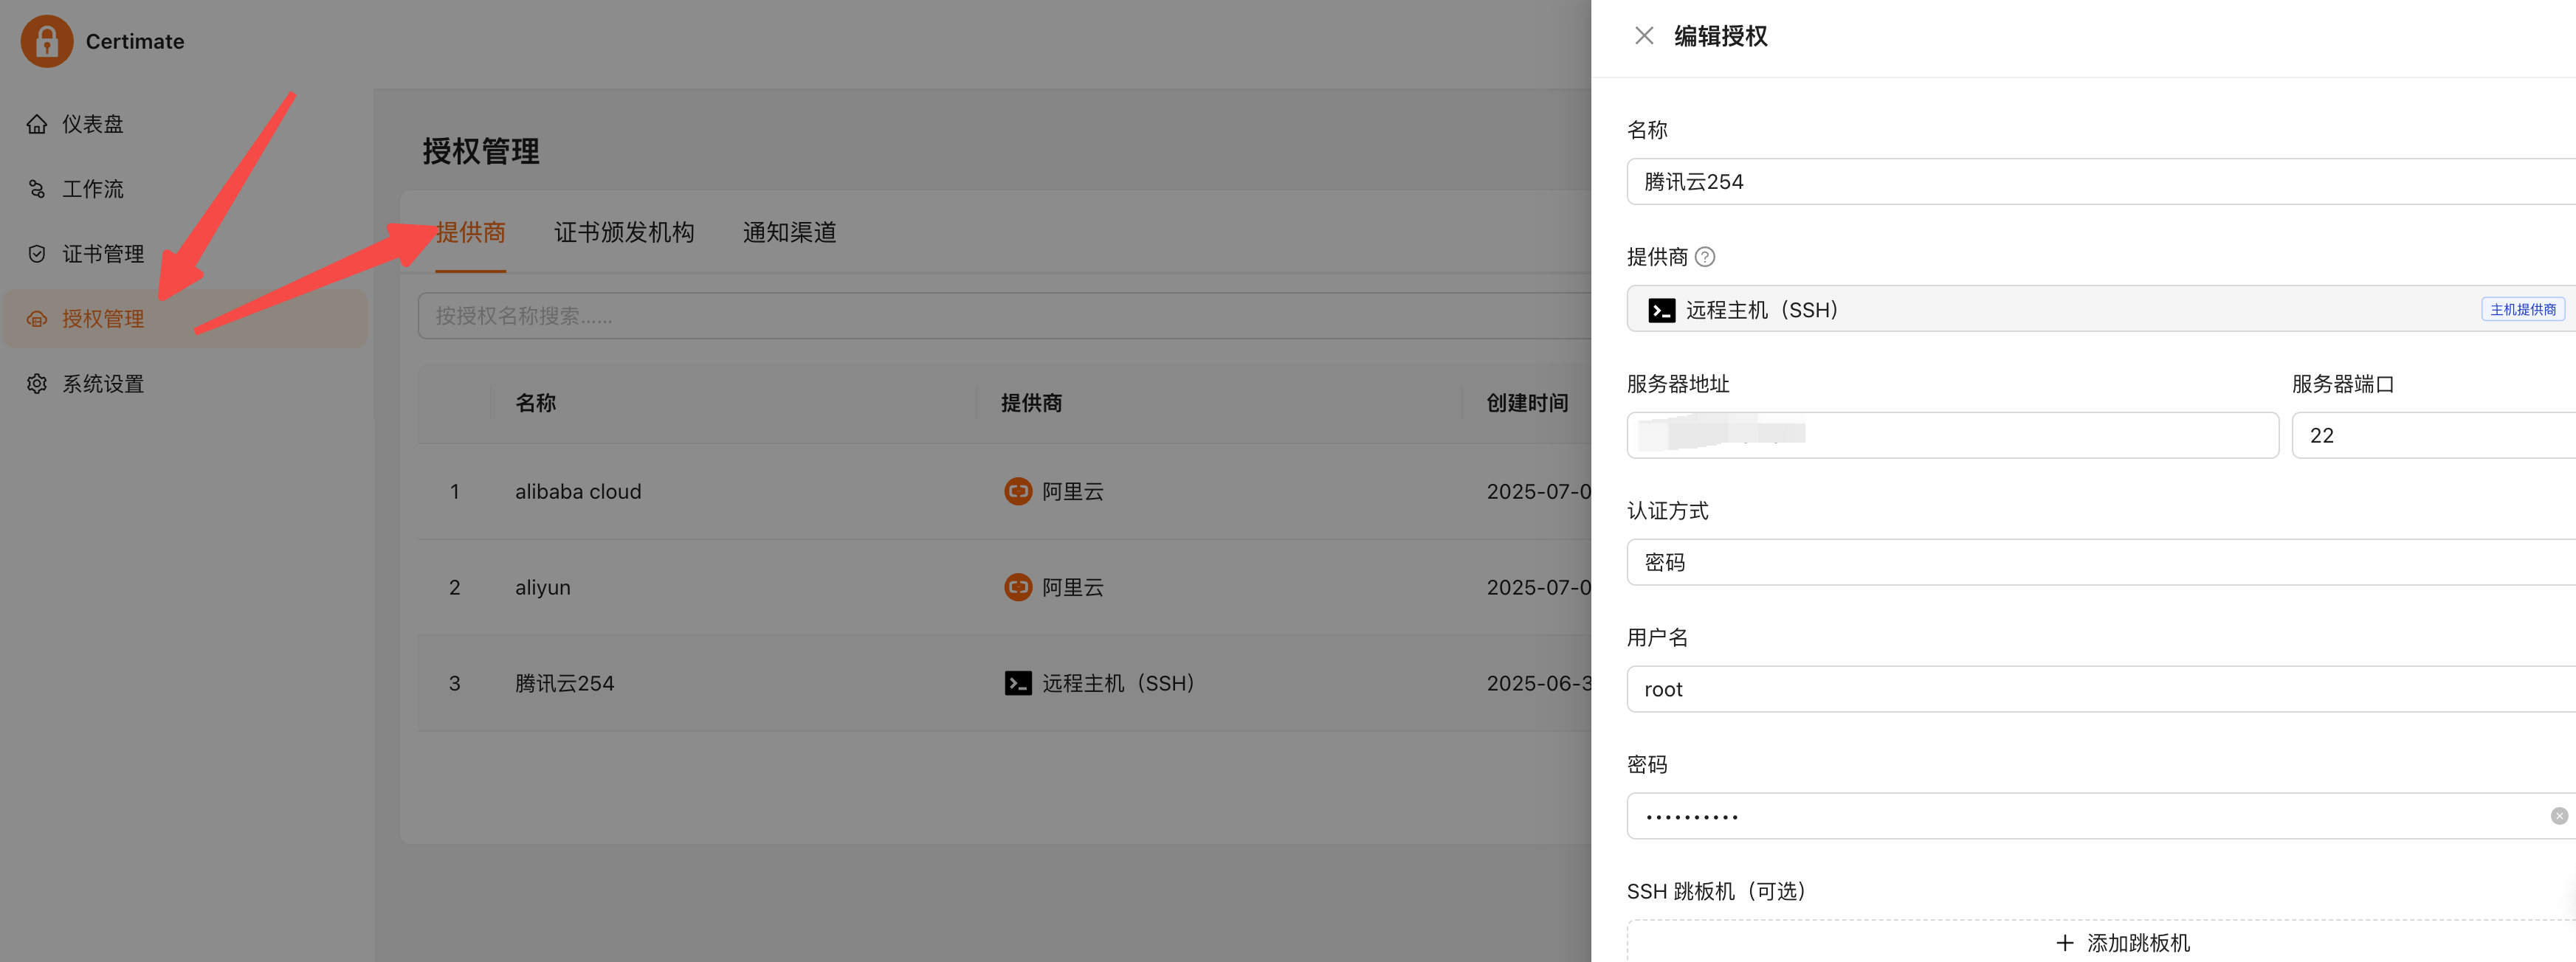 Certimate
仪表盘
工作流
证书管理
授权管理
系统设置
授权管理
提供商 证书颁发机构 通知渠道
按授权名称搜索......
名称 提供商 创建时间
1 alibaba cloud 阿里云 2025-07-0
2 aliyun 阿里云 2025-07-0
3 腾讯云254 远程主机（SSH） 2025-06-3
编辑授权
名称
腾讯云254
提供商
远程主机（SSH） 主机提供商
服务器地址 服务器端口
22
认证方式
密码
用户名
root
密码
••••••••••
SSH 跳板机（可选）
+ 添加跳板机